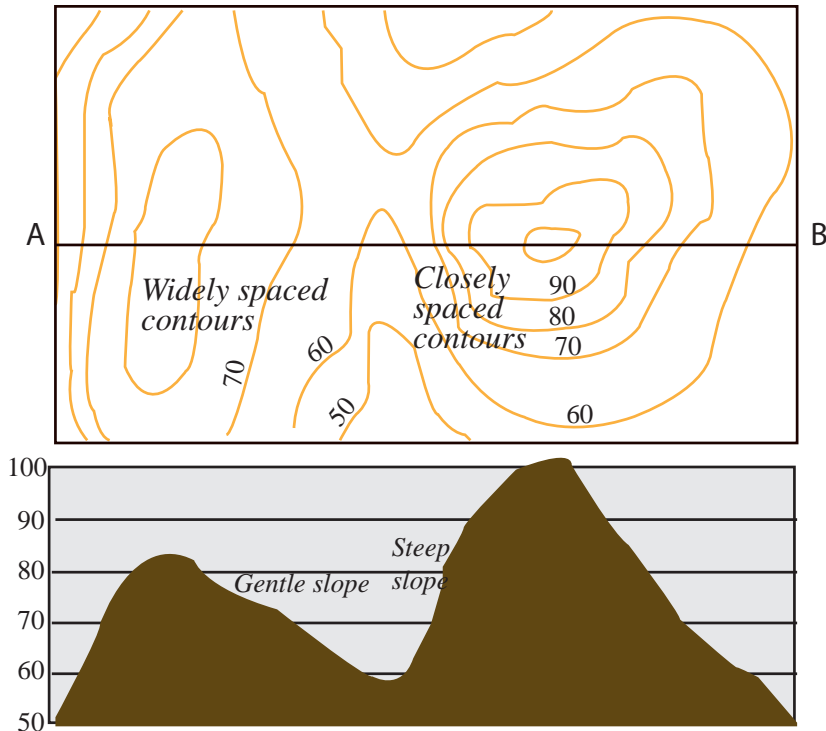 A
B
Widely spaced
contours
Closely
spaced
contours
90
80
70
60
70
60
50
100
90
80
70
60
50
Steep
slope
Gentle slope